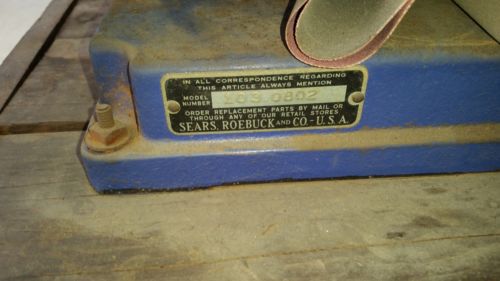 IN ALL CORRESPONDENCE REGARDING
THIS ARTICLE ALWAYS MENTION
MODEL NUMBER
ORDER REPLACEMENT PARTS BY MAIL OR
THROUGH ANY OF OUR RETAIL STORES
SEARS, ROEBUCK AND CO.-U.S.A.